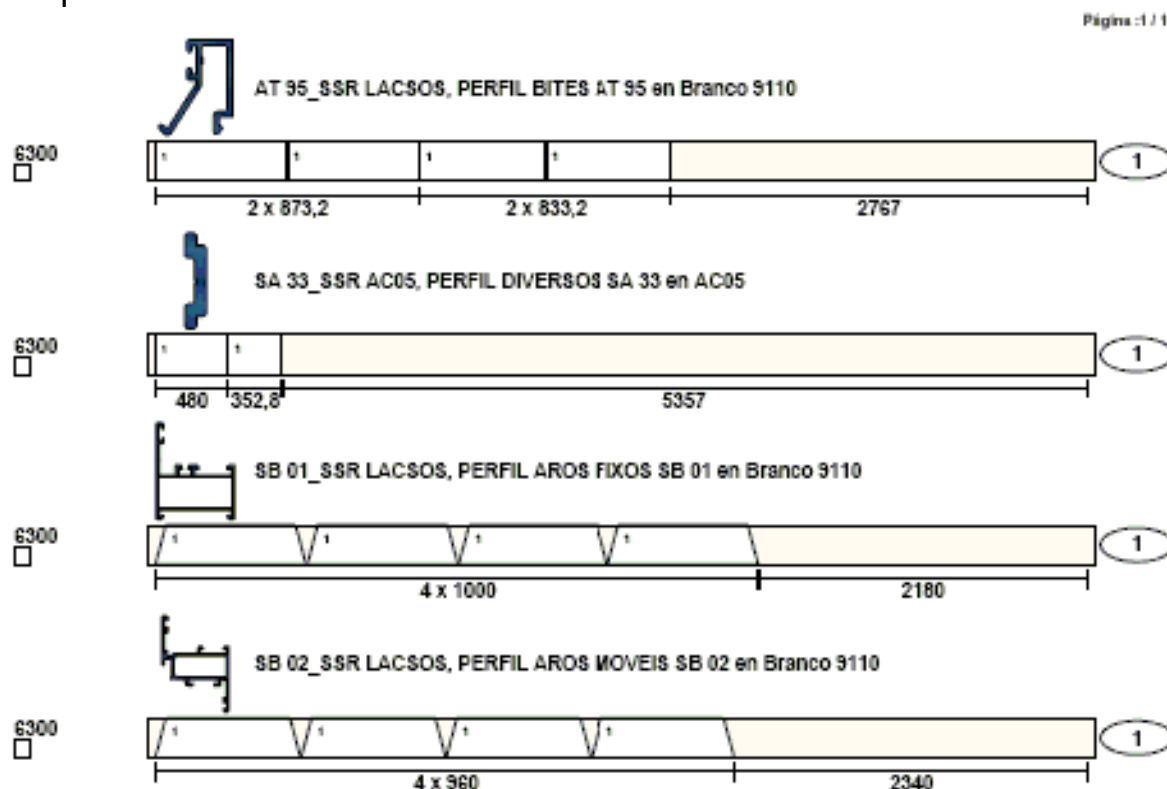 Página :1 / 1
AT 95_SSR LACSOS, PERFIL BITES AT 95 en Branco 9110
6300
1 1 1 1
1
2 x 873,2 2 x 833,2 2767
SA 33_SSR AC05, PERFIL DIVERSOS SA 33 en AC05
6300
1 1
1
480 352,8 5357
SB 01_SSR LACSOS, PERFIL AROS FIXOS SB 01 en Branco 9110
6300
1 1 1 1
1
4 x 1000 2180
SB 02_SSR LACSOS, PERFIL AROS MOVEIS SB 02 en Branco 9110
6300
1 1 1 1
1
4 x 960 2340